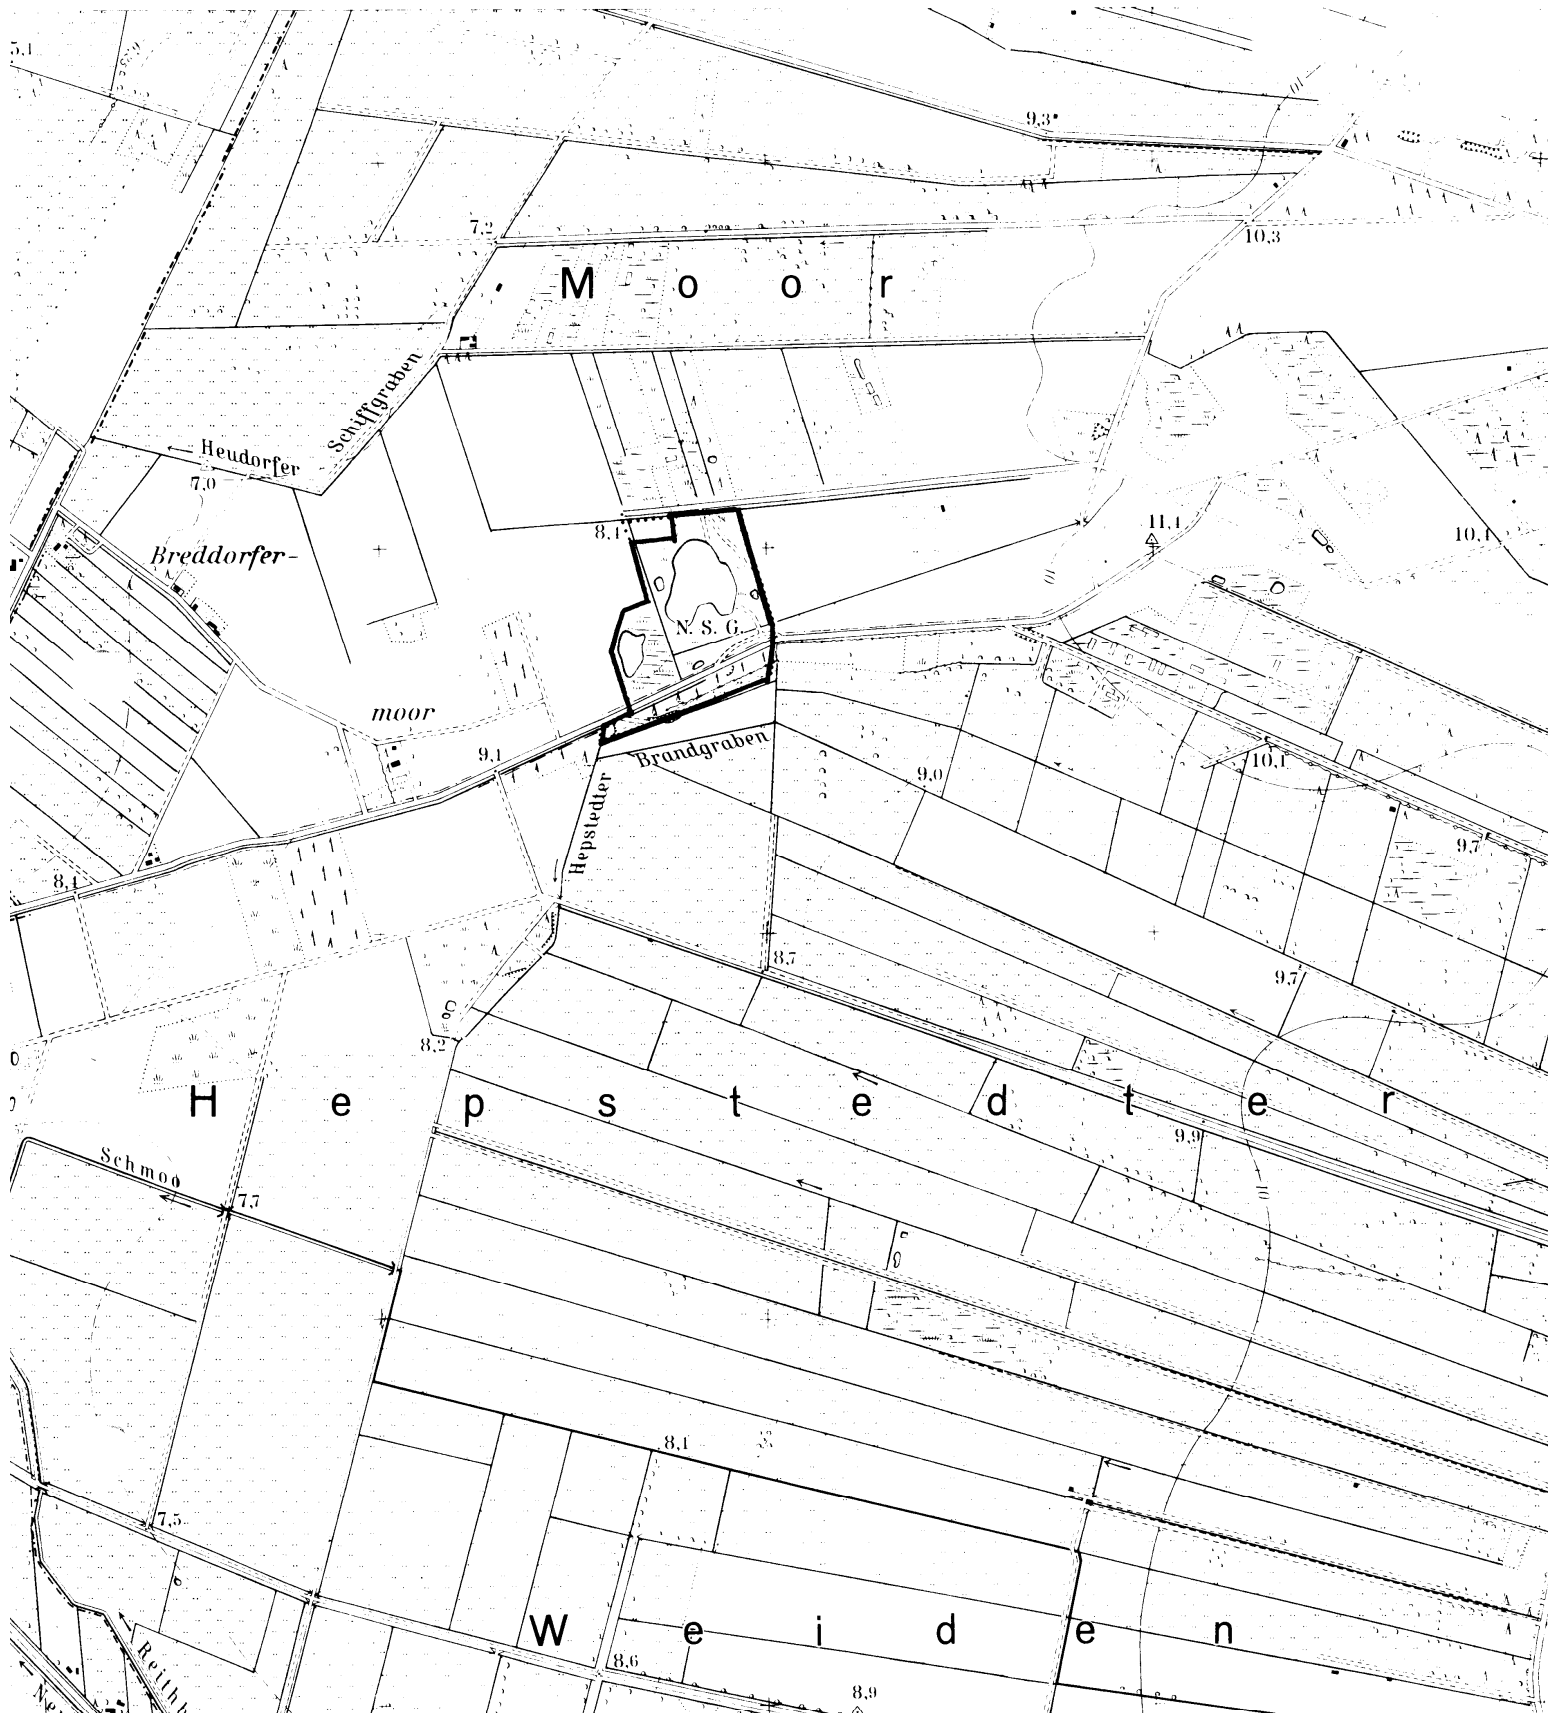 5,1
9,3
7,2
10,3
M o o r
Schiffgraben
Heudorfer
7,0
8,4
11,1
10,1
Breddorfer-
N. S. G.
moor
Brandgraben
9,1
9,0
10,1
Hepstedter
9,7
8,4
8,7
9,7
8,2
H e p s t e d t e r
9,9
Schmoo
7,7
8,1
7,5
W e i d e n
8,6
8,9